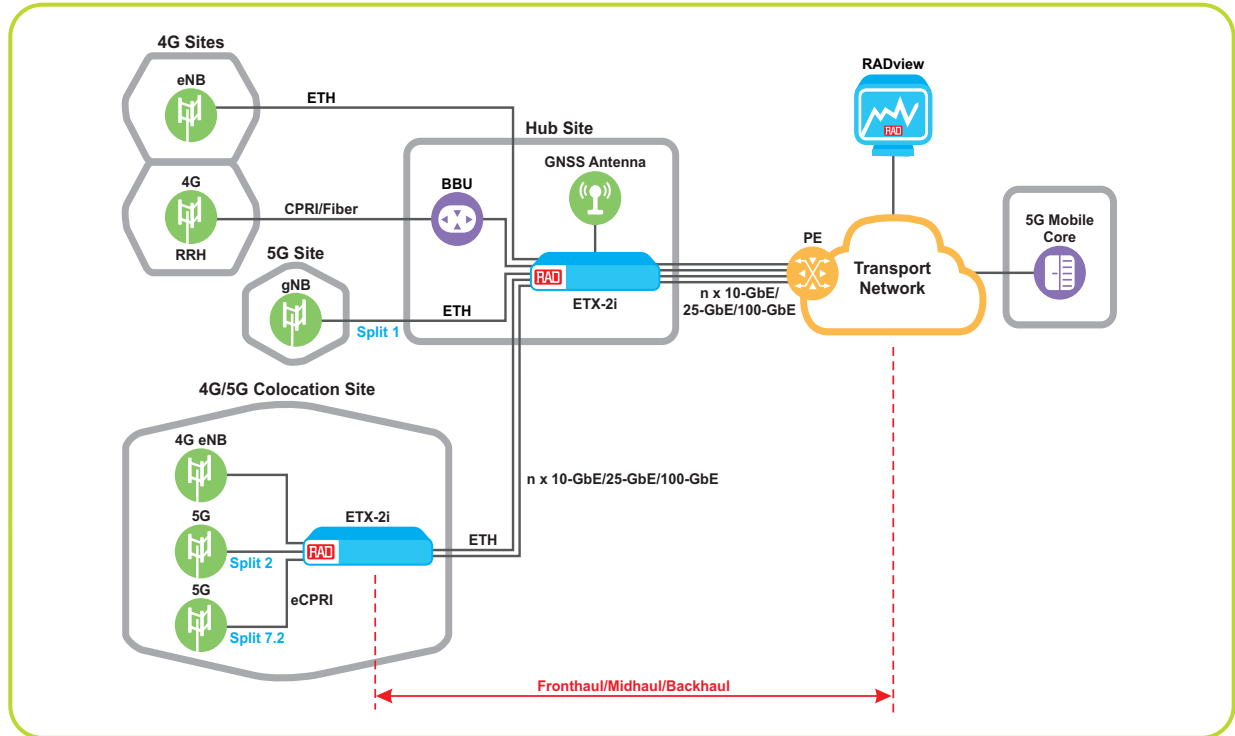 4G Sites
eNB
ETH
4G
RRH
CPRI/Fiber
Hub Site
GNSS Antenna
BBU
RAD
ETX-2i
5G Site
gNB
Split 1
ETH
n x 10-GbE/
25-GbE/100-GbE
RADview
RAD
PE
Transport
Network
5G Mobile
Core
4G/5G Colocation Site
4G eNB
5G
Split 2
5G
Split 7.2
eCPRI
ETX-2i
RAD
ETH
n x 10-GbE/25-GbE/100-GbE
Fronthaul/Midhaul/Backhaul